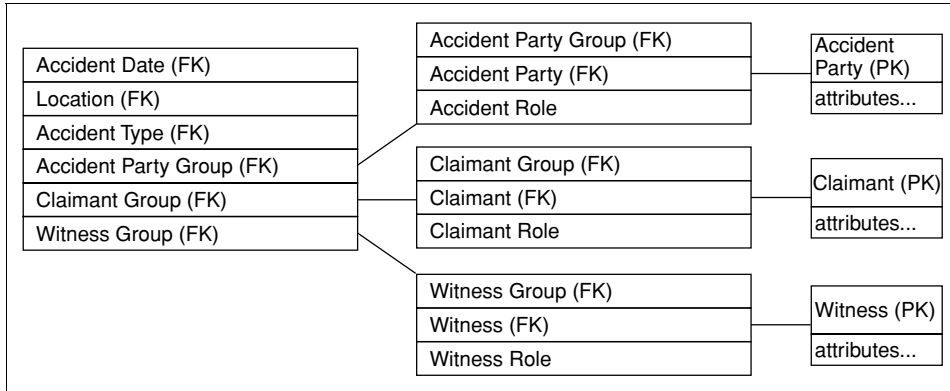 Accident Date (FK)
Location (FK)
Accident Type (FK)
Accident Party Group (FK)
Claimant Group (FK)
Witness Group (FK)
Accident Party Group (FK)
Accident Party (FK)
Accident Role
Claimant Group (FK)
Claimant (FK)
Claimant Role
Witness Group (FK)
Witness (FK)
Witness Role
Accident
Party (PK)
attributes...
Claimant (PK)
attributes...
Witness (PK)
attributes...